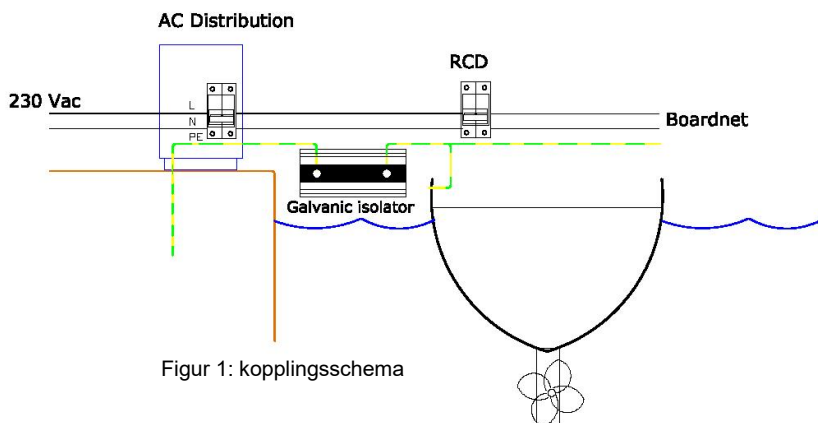 AC Distribution
RCD
230 Vac
L
N
PE
Boardnet
Galvanic isolator
Figur 1: kopplingsschema